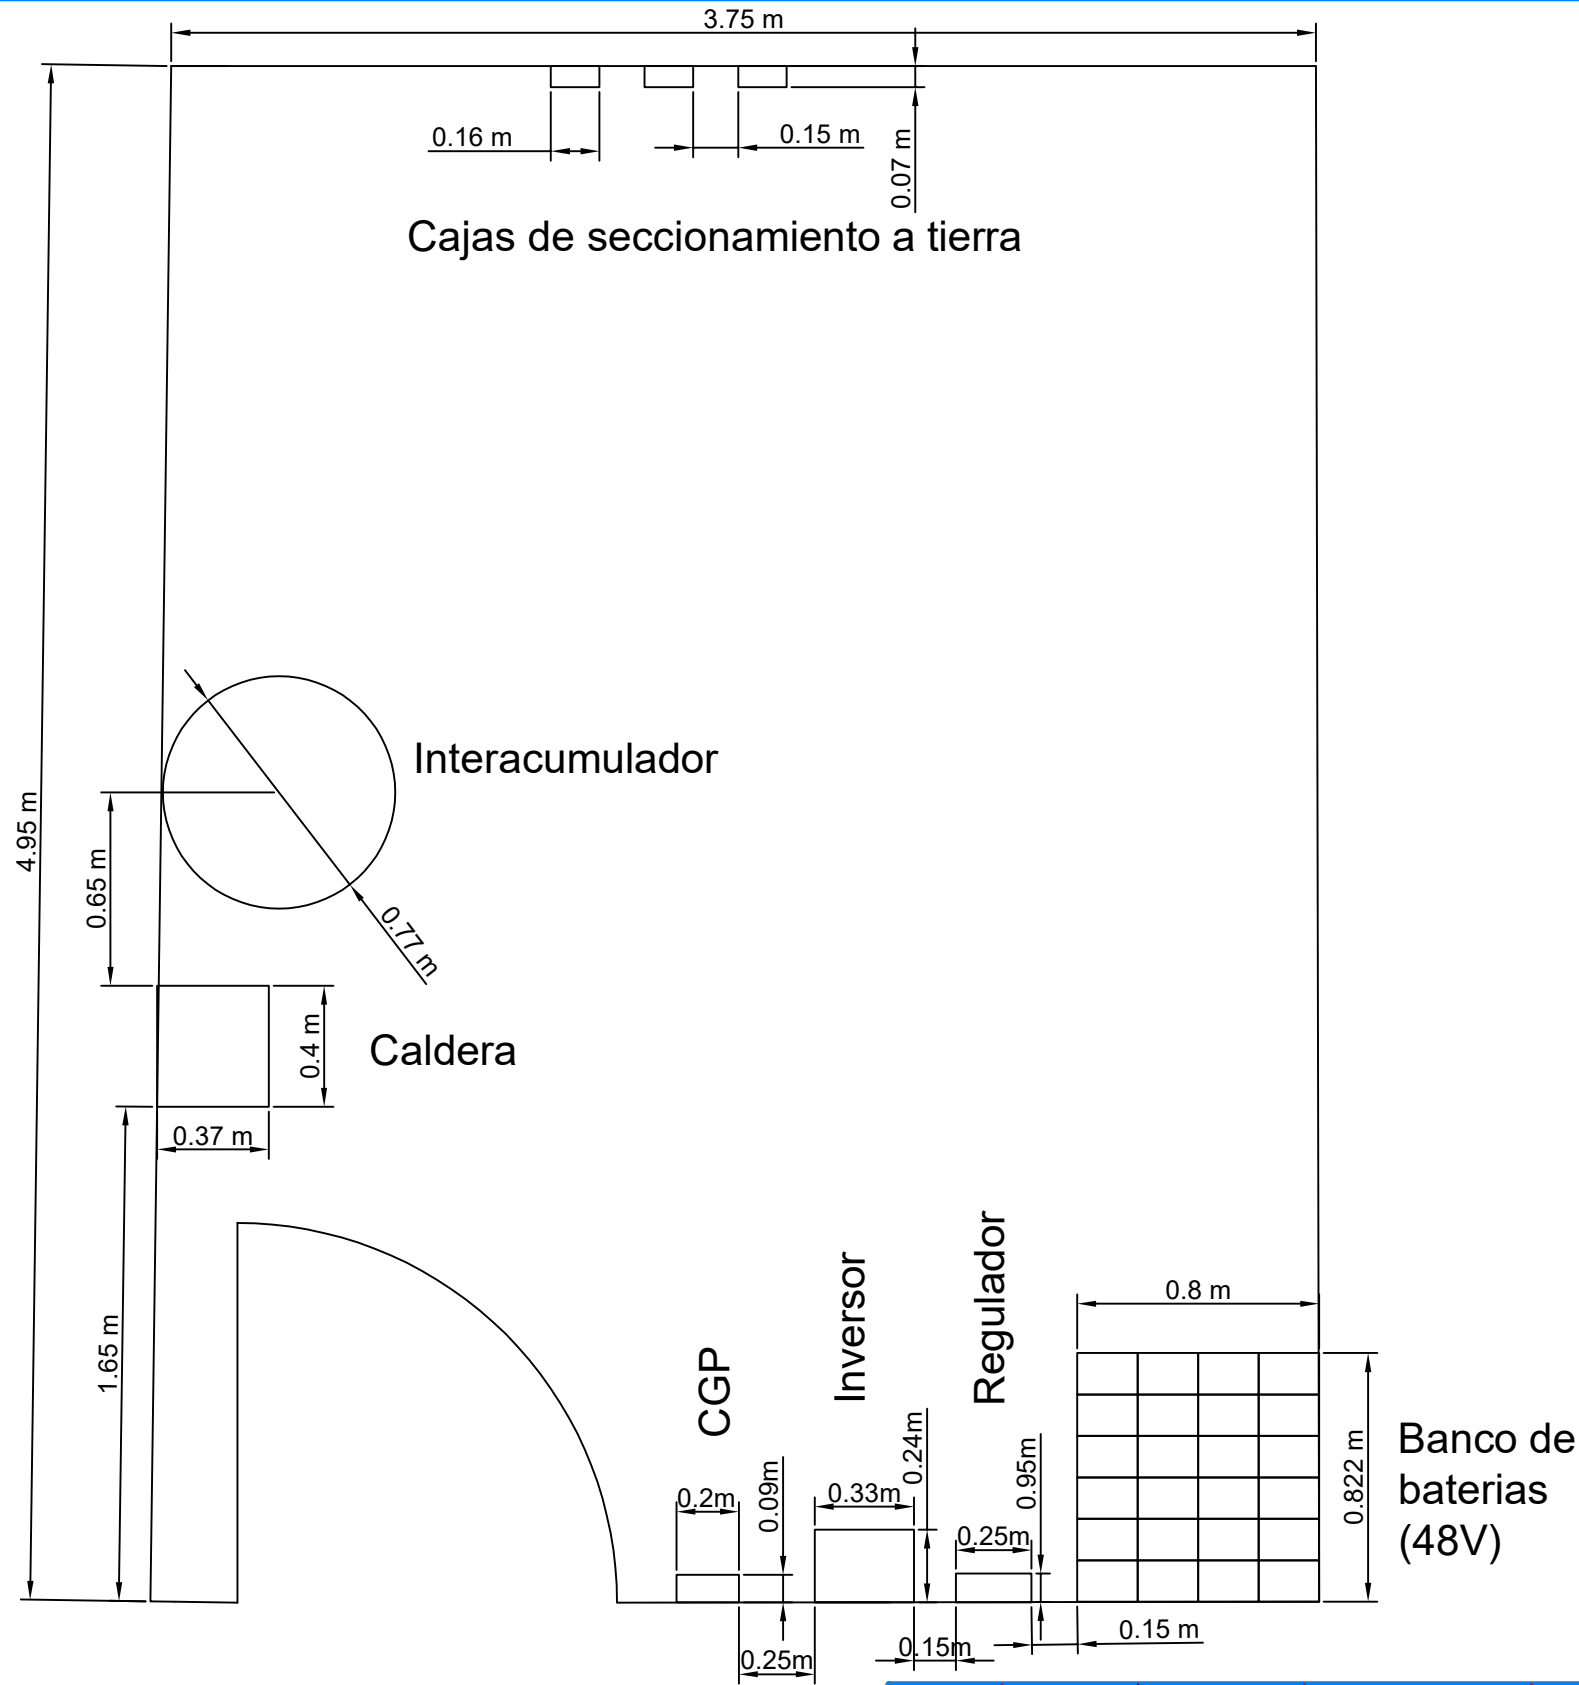 3.75 m
0.16 m
0.15 m
0.07 m
Cajas de seccionamiento a tierra
4.95 m
Interacumulador
0.65 m
0.77 m
0.4 m
Caldera
0.37 m
1.65 m
CGP
Inversor
Regulador
0.8 m
0.2m
0.09m
0.33m
0.24m
0.25m
0.95m
0.822 m
Banco de
baterias
(48V)
0.25m
0.15m
0.15 m